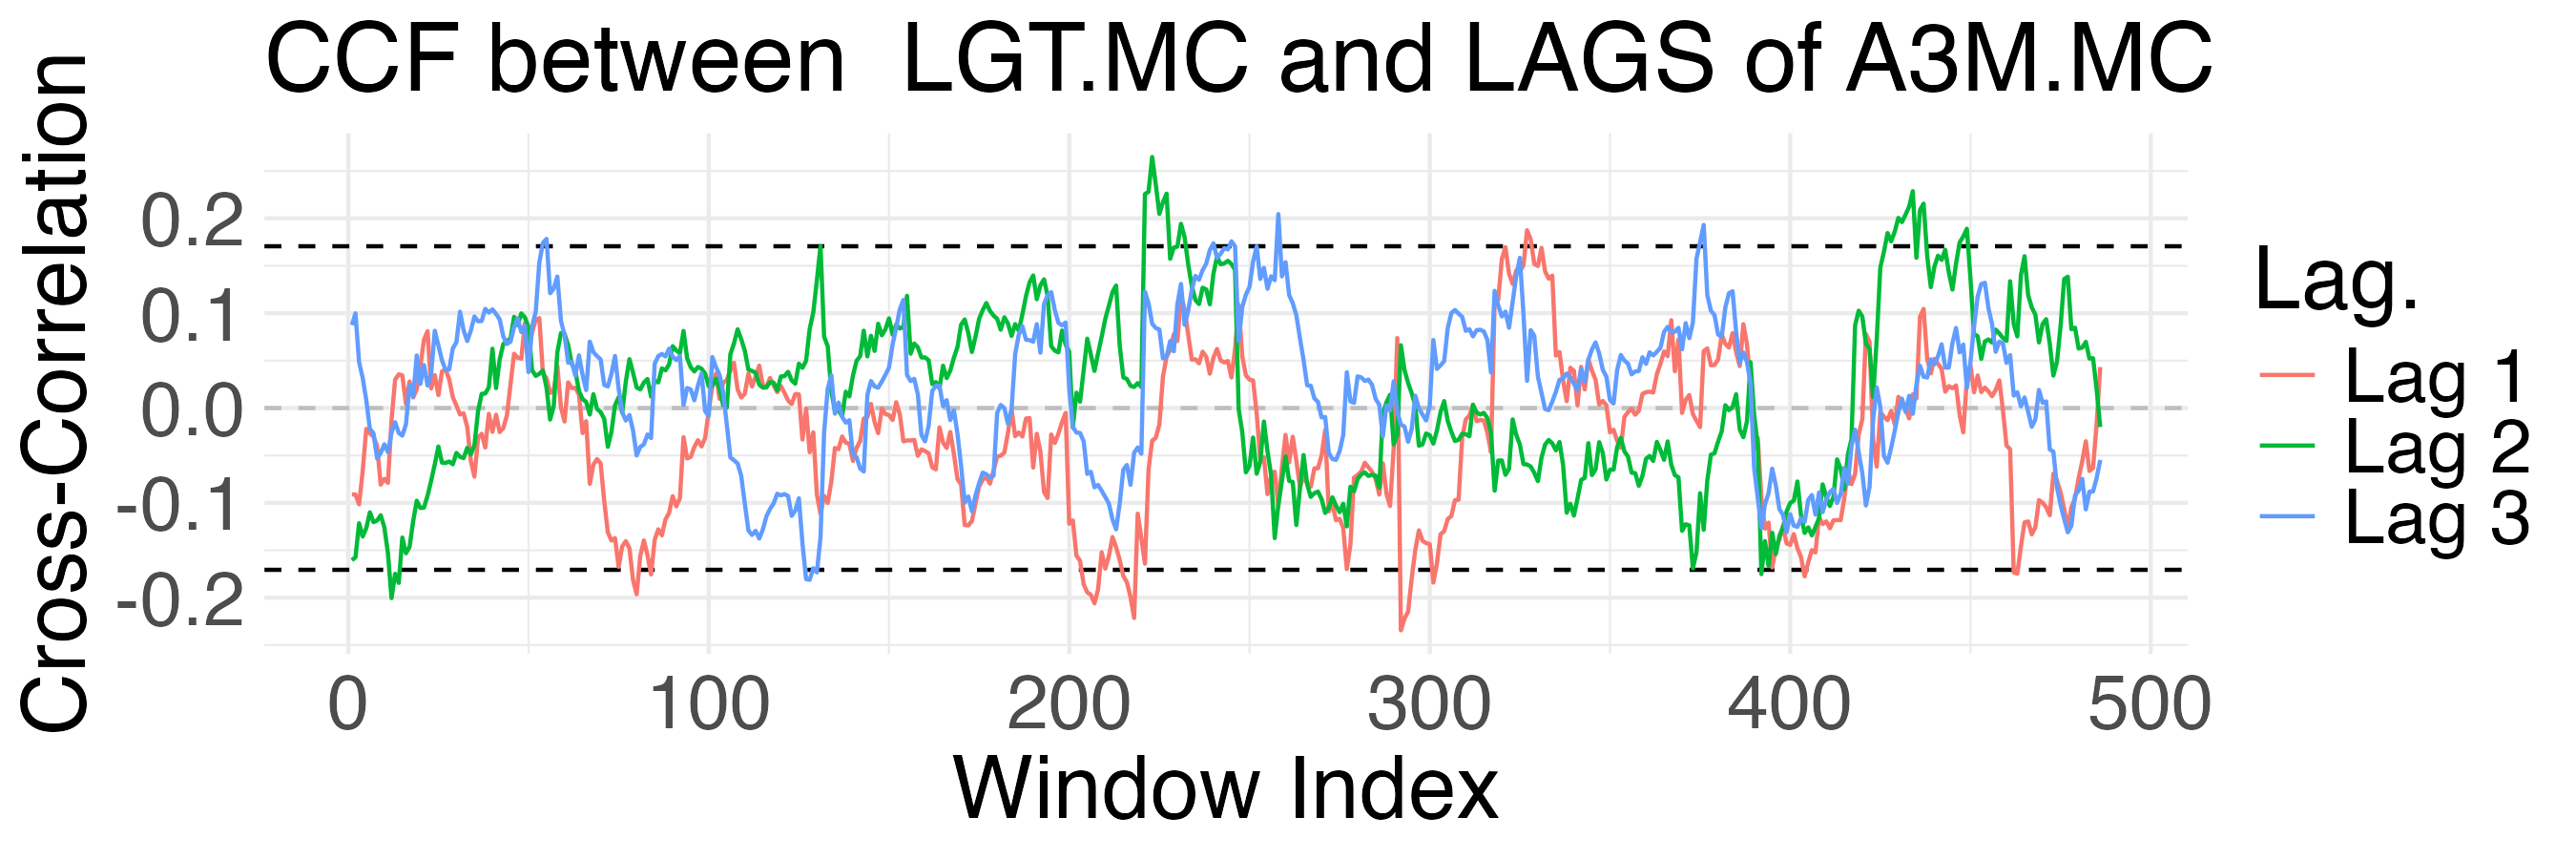 CCF between  LGT.MC and LAGS of A3M.MC
Cross-Correlation
0.2
0.1
0.0
-0.1
-0.2
0 100 200 300 400 500
Window Index
Lag.
Lag 1
Lag 2
Lag 3